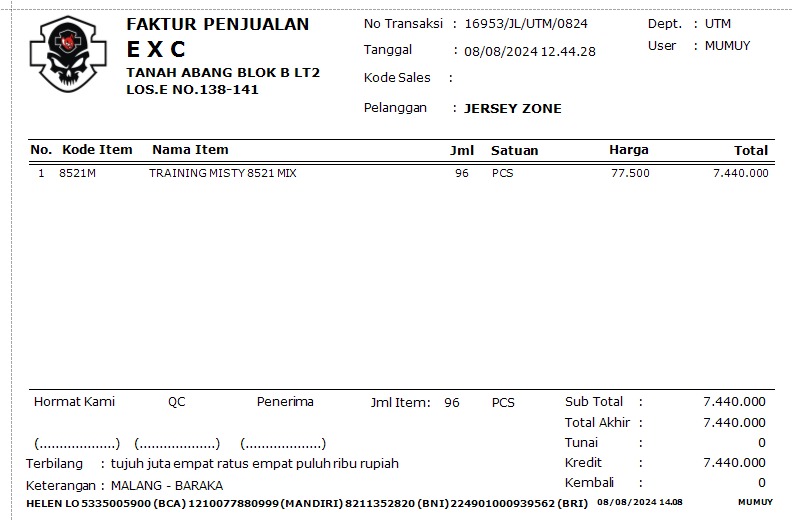 FAKTUR PENJUALAN
E X C
TANAH ABANG BLOK B LT2
LOS.E NO.138-141
No Transaksi : 16953/JL/UTM/0824
Tanggal : 08/08/2024 12.44.28
Kode Sales :
Pelanggan : JERSEY ZONE
Dept. : UTM
User : MUMUY
No. Kode Item Nama Item Jml Satuan Harga Total
1 8521M TRAINING MISTY 8521 MIX 96 PCS 77.500 7.440.000
Hormat Kami QC Penerima Jml Item: 96 PCS
(...................) (...................) (...................)
Sub Total : 7.440.000
Total Akhir : 7.440.000
Tunai : 0
Kredit : 7.440.000
Kembali : 0
Terbilang : tujuh juta empat ratus empat puluh ribu rupiah
Keterangan : MALANG - BARAKA
HELEN LO 5335005900 (BCA) 1210077880999 (MANDIRI) 8211352820 (BNI) 224901000939562 (BRI) 08/08/2024 14.08 MUMUY